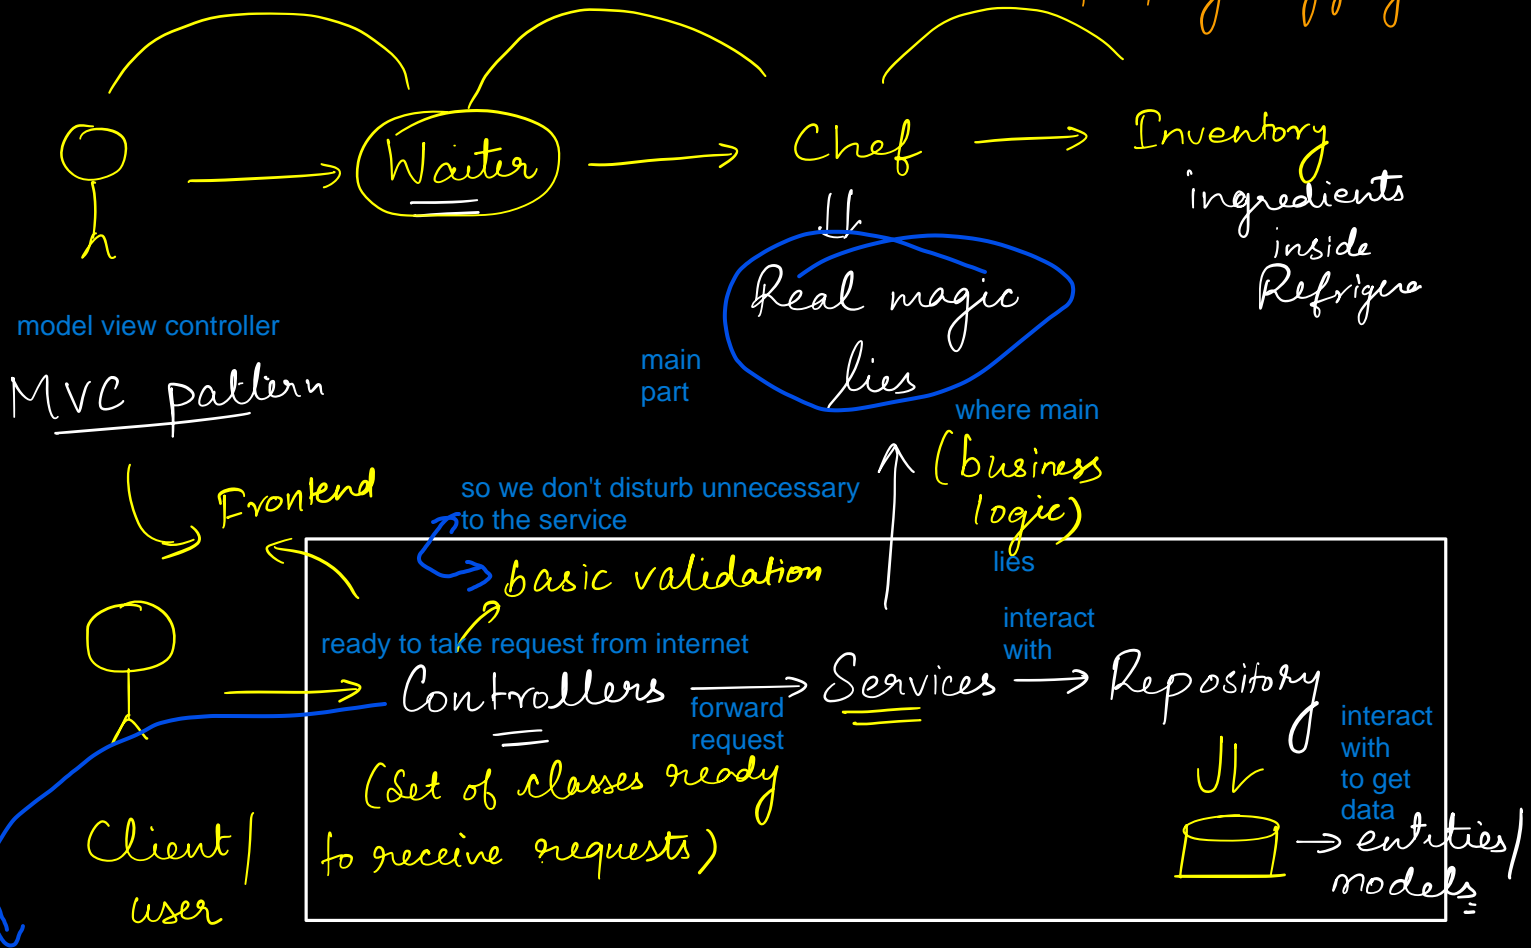 Waiter
Chef
Inventory
ingredients
inside
Real magic
lies
model view controller
MVC pattern
main
part
where main
(business
logic)
lies
Frontend
so we don't disturb unnecessary
to the service
basic validation
ready to take request from internet
interact
with
Controllers
forward
request
Services
Repository
interact
with
to get
data
(Set of classes ready
to receive requests)
Client/
user
entities/
models